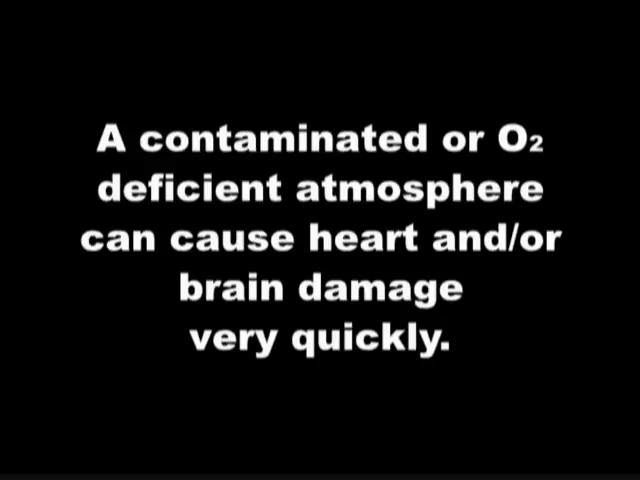 A contaminated or O₂
deficient atmosphere
can cause heart and/or
brain damage
very quickly.